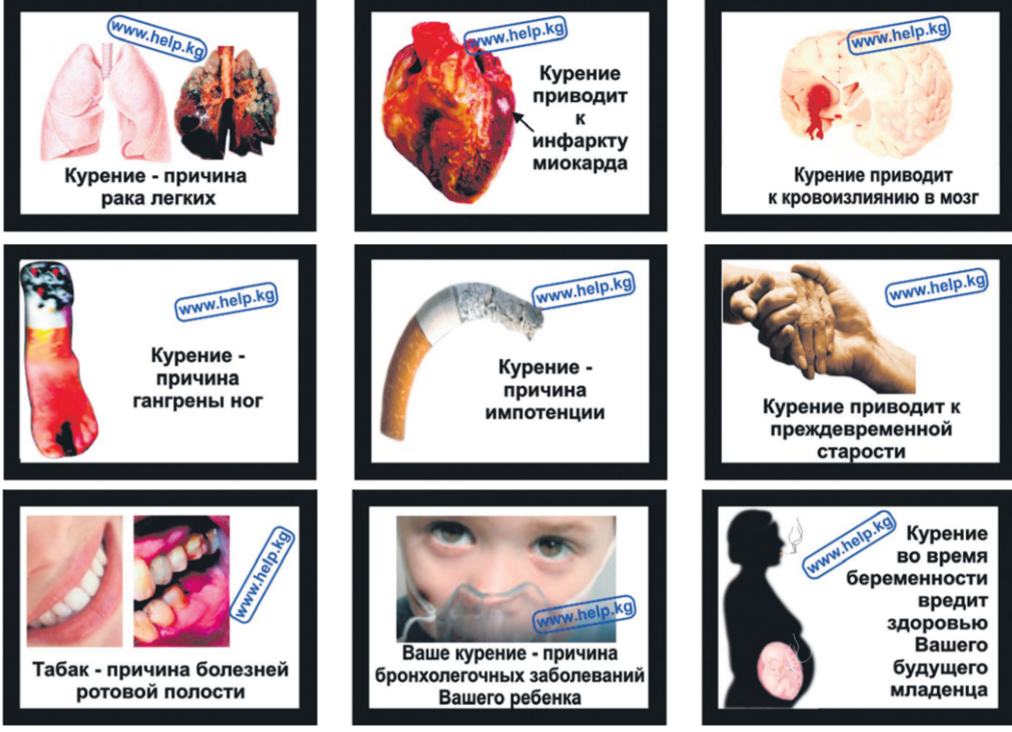 www.help.kg
Курение - причина
рака легких
www.help.kg
Курение
приводит
к
инфаркту
миокарда
www.help.kg
Курение приводит
к кровоизлиянию в мозг
www.help.kg
Курение -
причина
гангрены ног
www.help.kg
Курение -
причина
импотенции
www.help.kg
Курение приводит к
преждевременной
старости
www.help.kg
Табак - причина болезней
ротовой полости
www.help.kg
Ваше курение - причина
бронхолегочных заболеваний
Вашего ребенка
www.help.kg
Курение
во время
беременности
вредит
здоровью
Вашего
будущего
младенца